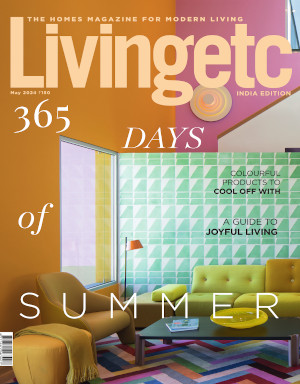 THE HOMES MAGAZINE FOR MODERN LIVING
Livingetc
May 2024 ₹150
INDIA EDITION
365
DAYS
COLOURFUL
PRODUCTS TO
COOL OFF WITH
of
A GUIDE TO
JOYFUL LIVING
SUMMER